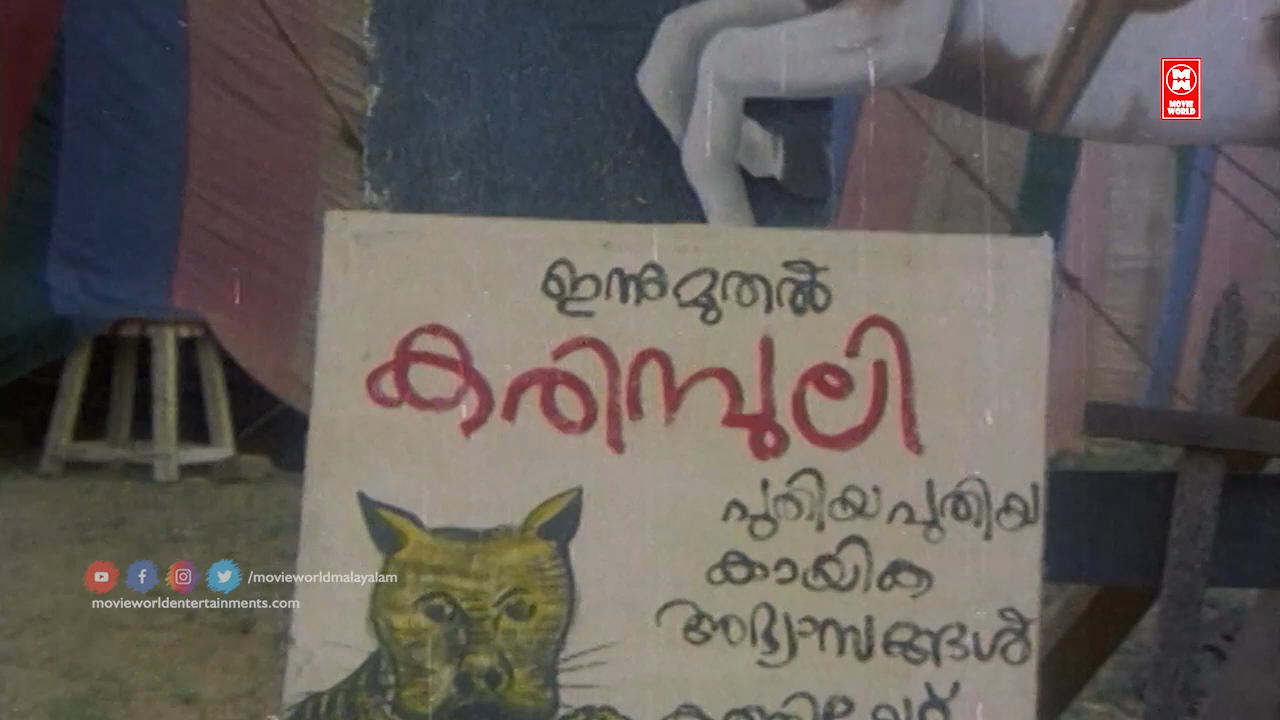 MOVIE
WORLD
ഇന്നുമുതൽ
കരിമ്പുലി
പുതിയ പുതിയ
കായിക
അഭ്യാസങ്ങൾ
/movieworldmalayalam
movieworldentertainments.com